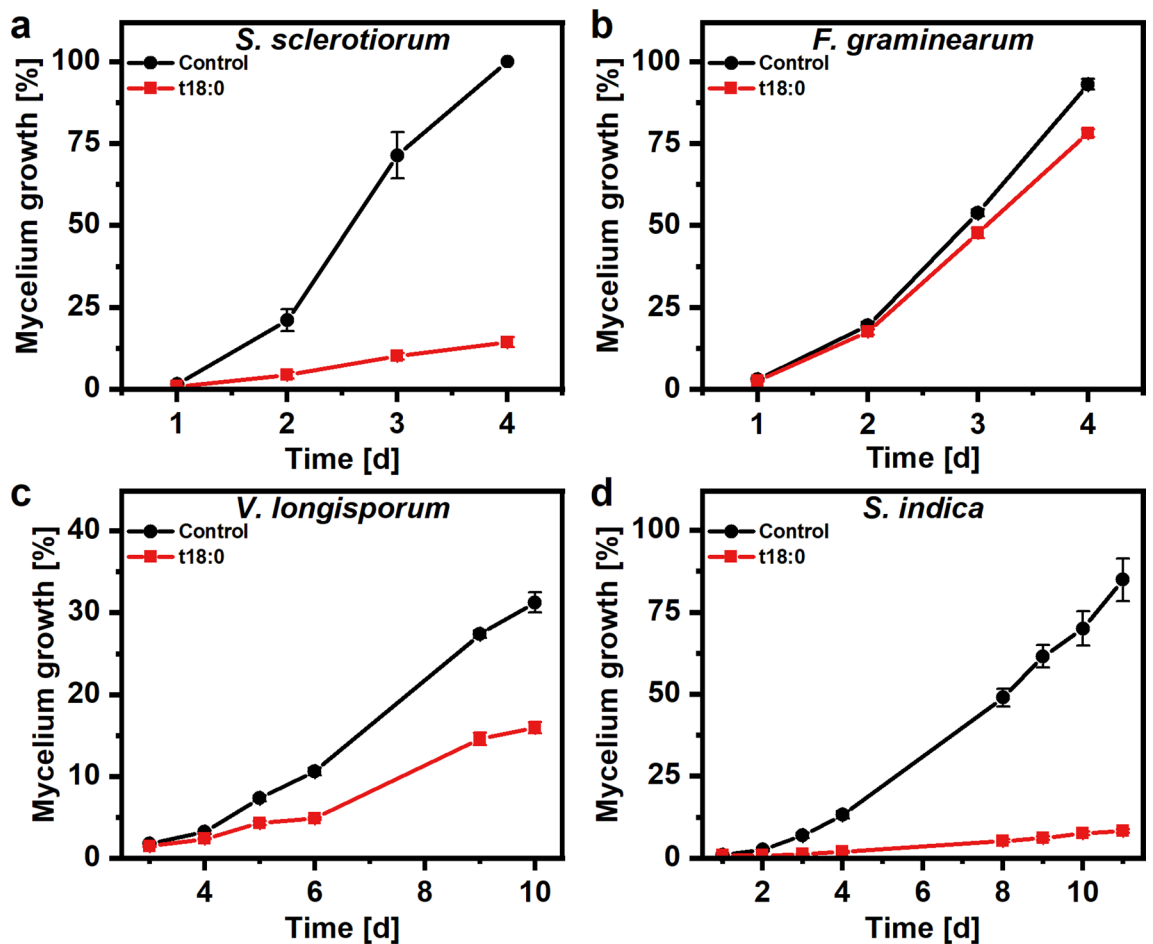 a
S. sclerotiorum
Control
t18:0
Mycelium growth [%]
100
75
50
25
0
1 2 3 4
Time [d]
b
F. graminearum
Control
t18:0
Mycelium growth [%]
100
75
50
25
0
1 2 3 4
Time [d]
c
V. longisporum
Control
t18:0
Mycelium growth [%]
40
30
20
10
0
4 6 8 10
Time [d]
d
S. indica
Control
t18:0
Mycelium growth [%]
100
75
50
25
0
2 4 6 8 10
Time [d]